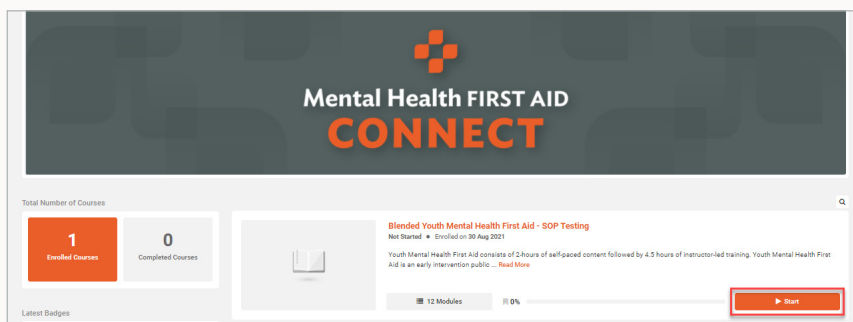 Mental Health FIRST AID
CONNECT
Total Number of Courses
1
Enrolled Courses
0
Completed Courses
Latest Badges
Blended Youth Mental Health First Aid - SOP Testing
Not Started • Enrolled on 30 Aug 2021
Youth Mental Health First Aid consists of 2-hours of self-paced content followed by 4.5 hours of instructor-led training. Youth Mental Health First
Aid is an early intervention public ... Read More
12 Modules
0%
Start